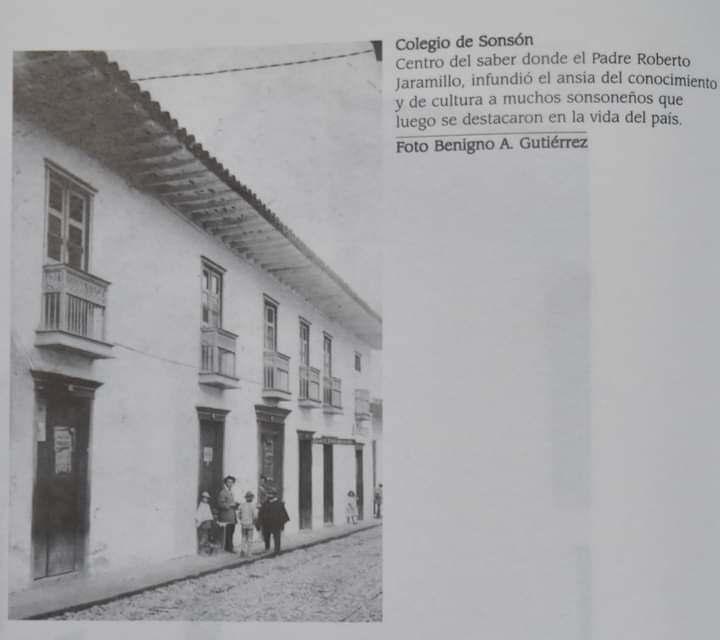 Colegio de Sonsón
Centro del saber donde el Padre Roberto
Jaramillo, infundió el ansia del conocimiento
y de cultura a muchos sonsoneños que
luego se destacaron en la vida del país.
Foto Benigno A. Gutiérrez